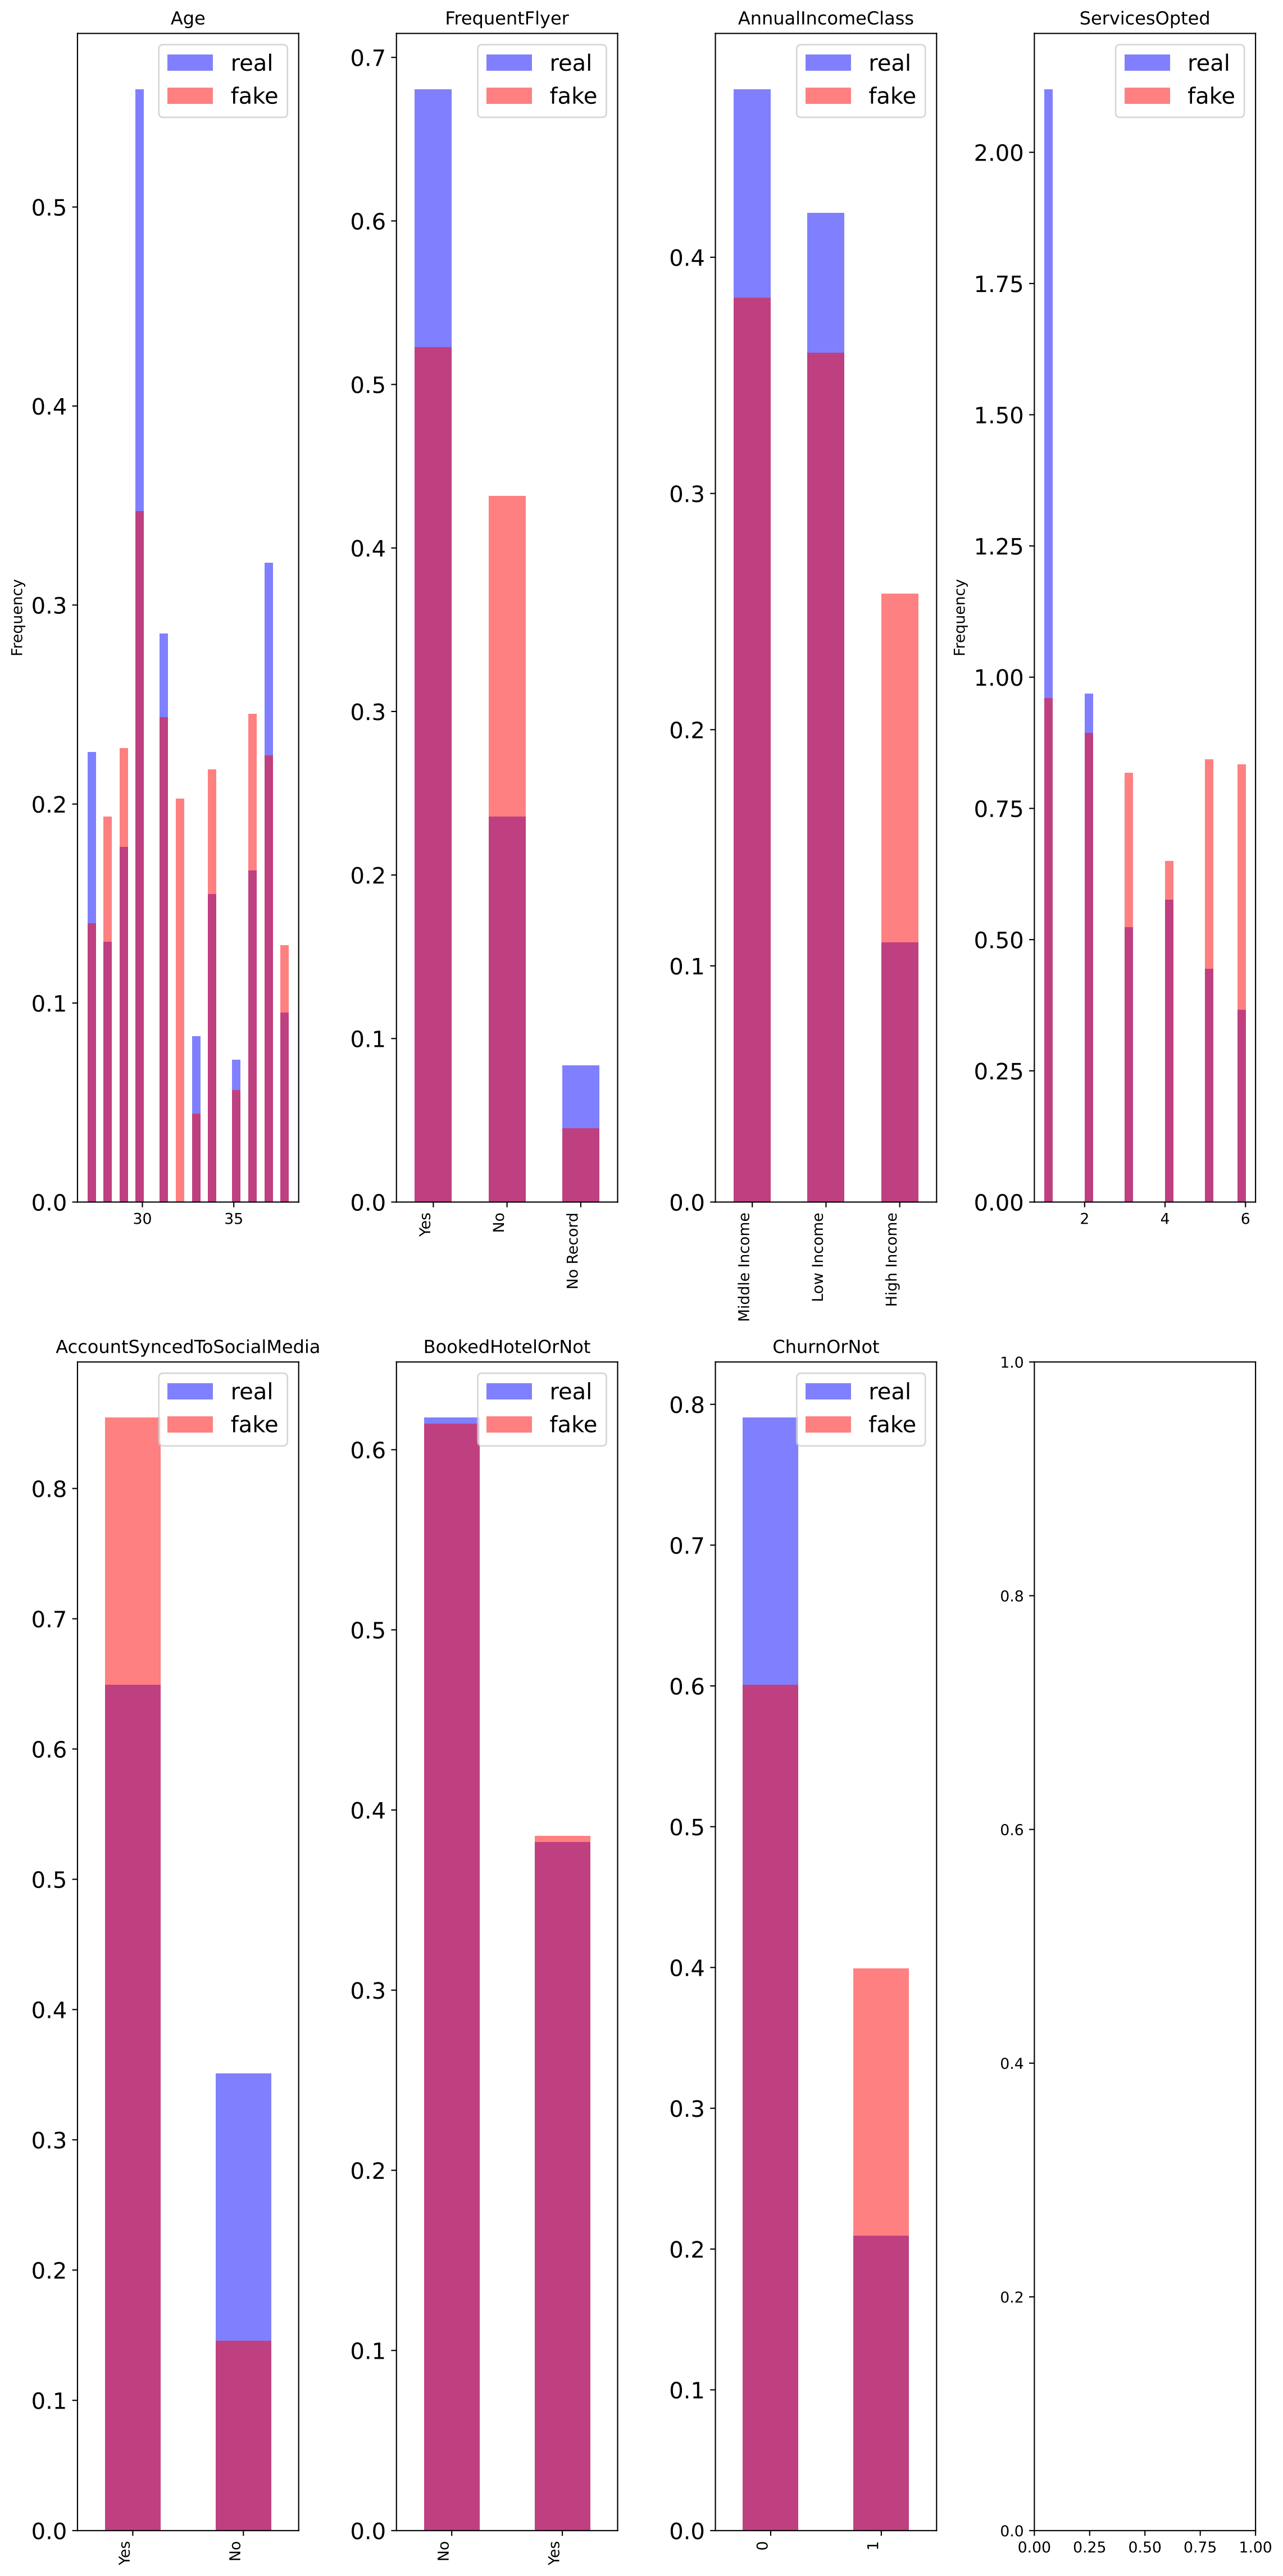 Age
real
fake
Frequency
0.5
0.4
0.3
0.2
0.1
0.0
30
35
FrequentFlyer
real
fake
0.7
0.6
0.5
0.4
0.3
0.2
0.1
0.0
Yes
No
No Record
AnnualIncomeClass
real
fake
0.4
0.3
0.2
0.1
0.0
Middle Income
Low Income
High Income
ServicesOpted
real
fake
Frequency
2.00
1.75
1.50
1.25
1.00
0.75
0.50
0.25
0.00
2
4
6
AccountSyncedToSocialMedia
real
fake
0.8
0.7
0.6
0.5
0.4
0.3
0.2
0.1
0.0
Yes
No
BookedHotelOrNot
real
fake
0.6
0.5
0.4
0.3
0.2
0.1
0.0
No
Yes
ChurnOrNot
real
fake
0.8
0.7
0.6
0.5
0.4
0.3
0.2
0.1
0.0
0
1
1.0
0.8
0.6
0.4
0.2
0.0
0.00
0.25
0.50
0.75
1.00